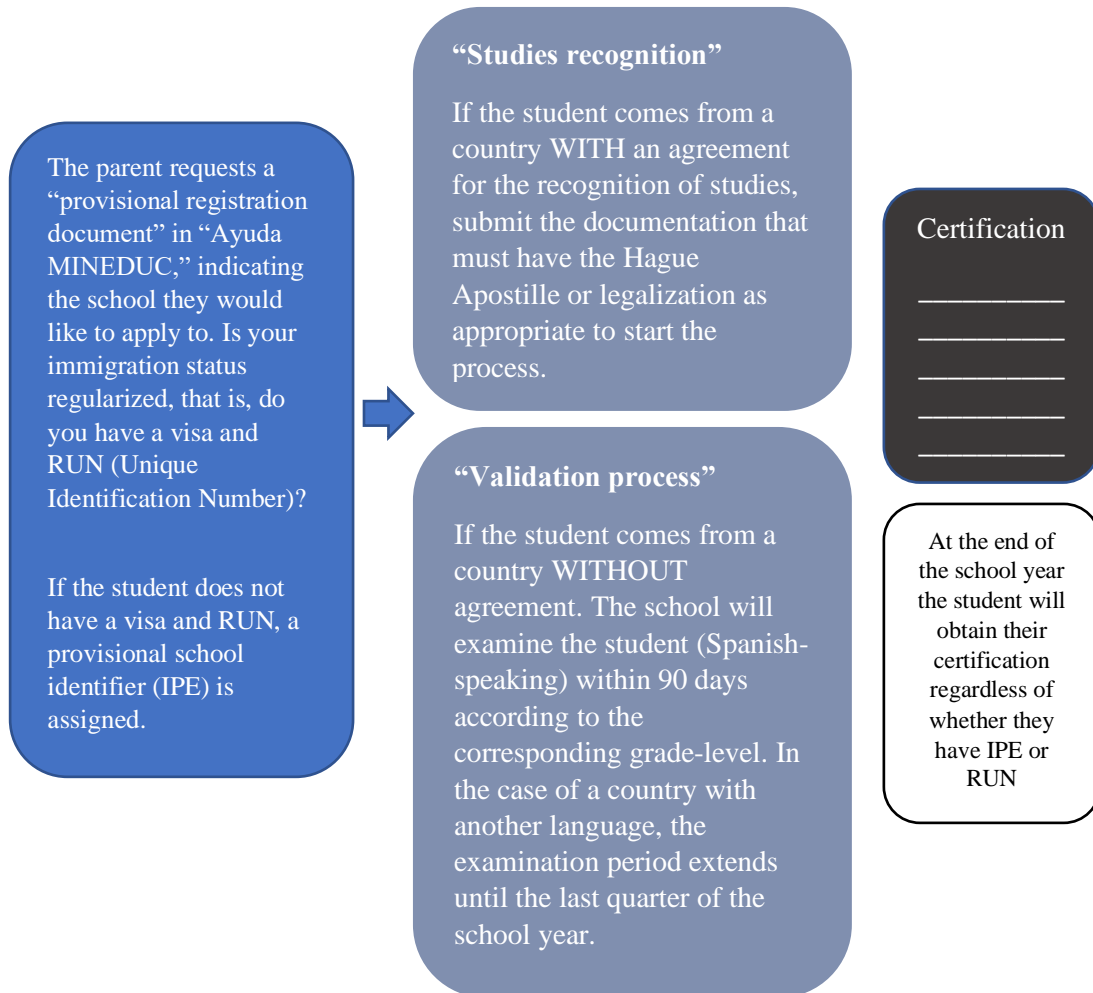 The parent requests a
“provisional registration
document” in “Ayuda
MINEDUC,” indicating
the school they would
like to apply to. Is your
immigration status
regularized, that is, do
you have a visa and
RUN (Unique
Identification Number)?
If the student does not
have a visa and RUN, a
provisional school
identifier (IPE) is
assigned.
“Studies recognition”
If the student comes from a
country WITH an agreement
for the recognition of studies,
submit the documentation that
must have the Hague
Apostille or legalization as
appropriate to start the
process.
“Validation process”
If the student comes from a
country WITHOUT
agreement. The school will
examine the student (Spanish-
speaking) within 90 days
according to the
corresponding grade-level. In
the case of a country with
another language, the
examination period extends
until the last quarter of the
school year.
Certification
__________
__________
__________
__________
__________
At the end of
the school year
the student will
obtain their
certification
regardless of
whether they
have IPE or
RUN